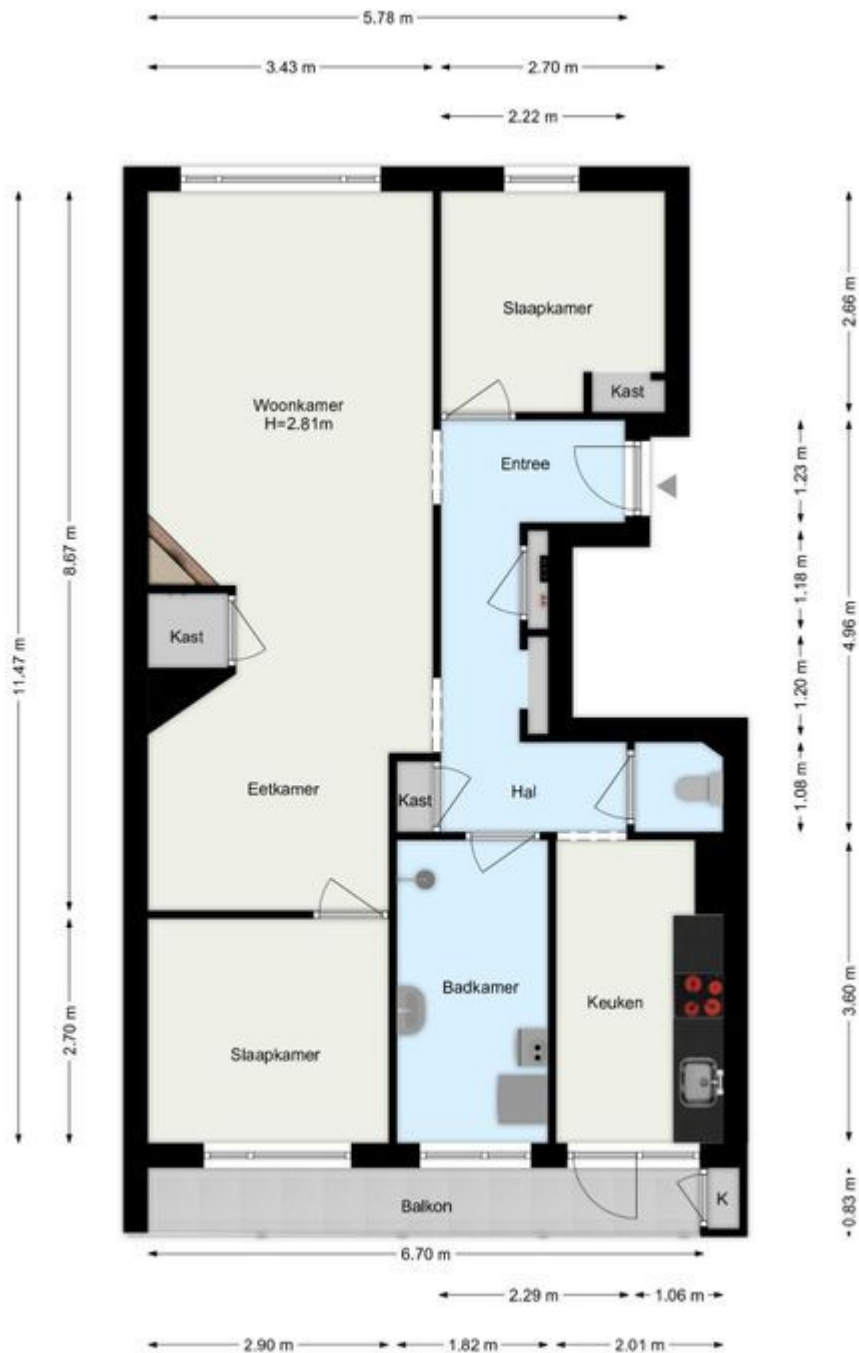 5.78 m
3.43 m
2.70 m
2.22 m
Slaapkamer
Kast
Woonkamer
H=2.81m
Entree
2.66 m
1.23 m
8.67 m
11.47 m
1.18 m
4.96 m
Kast
1.20 m
Eetkamer
Kast
Hal
1.08 m
Badkamer
Keuken
Slaapkamer
2.70 m
3.60 m
Balkon
K
0.83 m
6.70 m
2.29 m
1.06 m
2.90 m
1.82 m
2.01 m